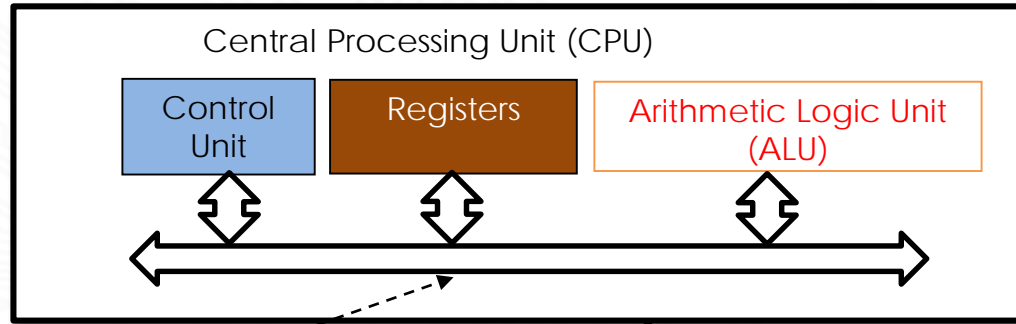 Central Processing Unit (CPU)
Control
Unit
Registers
Arithmetic Logic Unit
(ALU)